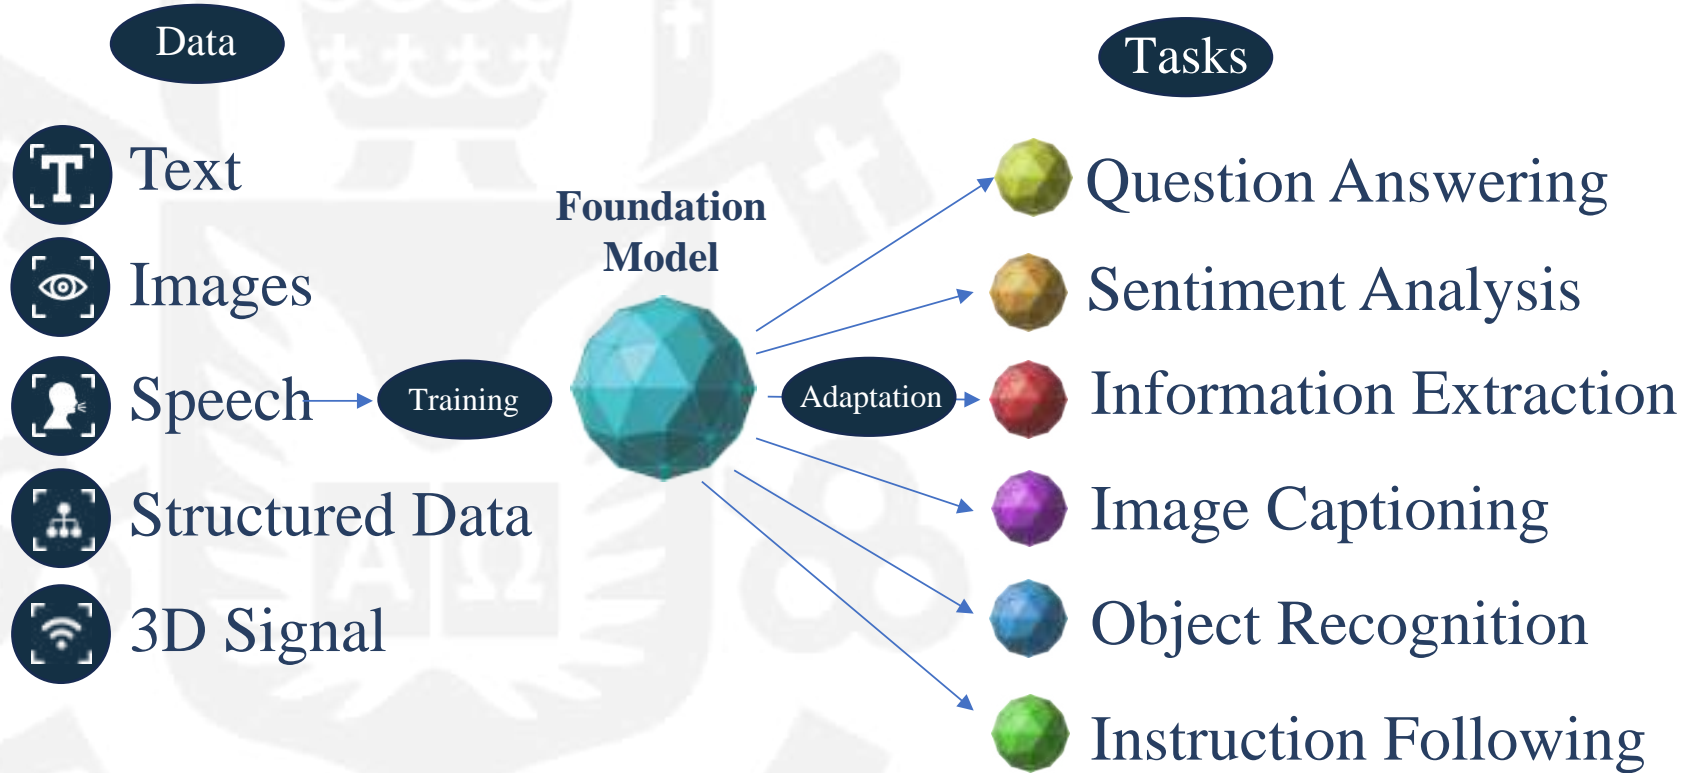 Data
Text
Images
Speech
Structured Data
3D Signal
Training
Foundation
Model
Adaptation
Tasks
Question Answering
Sentiment Analysis
Information Extraction
Image Captioning
Object Recognition
Instruction Following
T
Α Ω